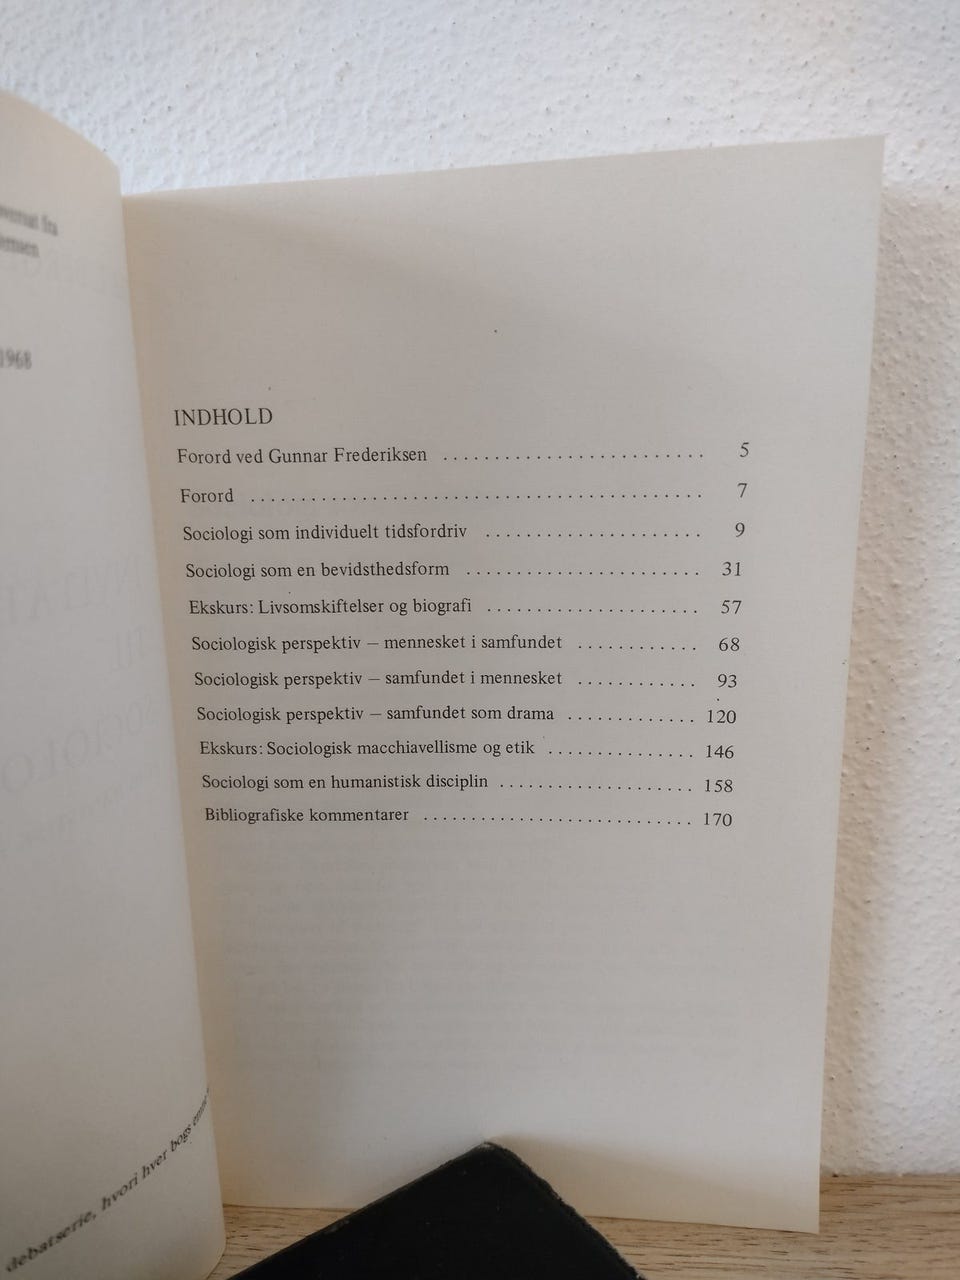 fra
1968
debatserie, hvori hver bogs emne
INDHOLD
Forord ved Gunnar Frederiksen ......................... 5
Forord .................................... 7
Sociologi som individuelt tidsfordriv ..................... 9
Sociologi som en bevidsthedsform ....................... 31
Ekskurs: Livsomskiftelser og biografi ..................... 57
Sociologisk perspektiv – mennesket i samfundet ............ 68
Sociologisk perspektiv – samfundet i mennesket ............ 93
Sociologisk perspektiv – samfundet som drama ............. 120
Ekskurs: Sociologisk macchiavellisme og etik ............... 146
Sociologi som en humanistisk disciplin ................... 158
Bibliografiske kommentarer ........................... 170